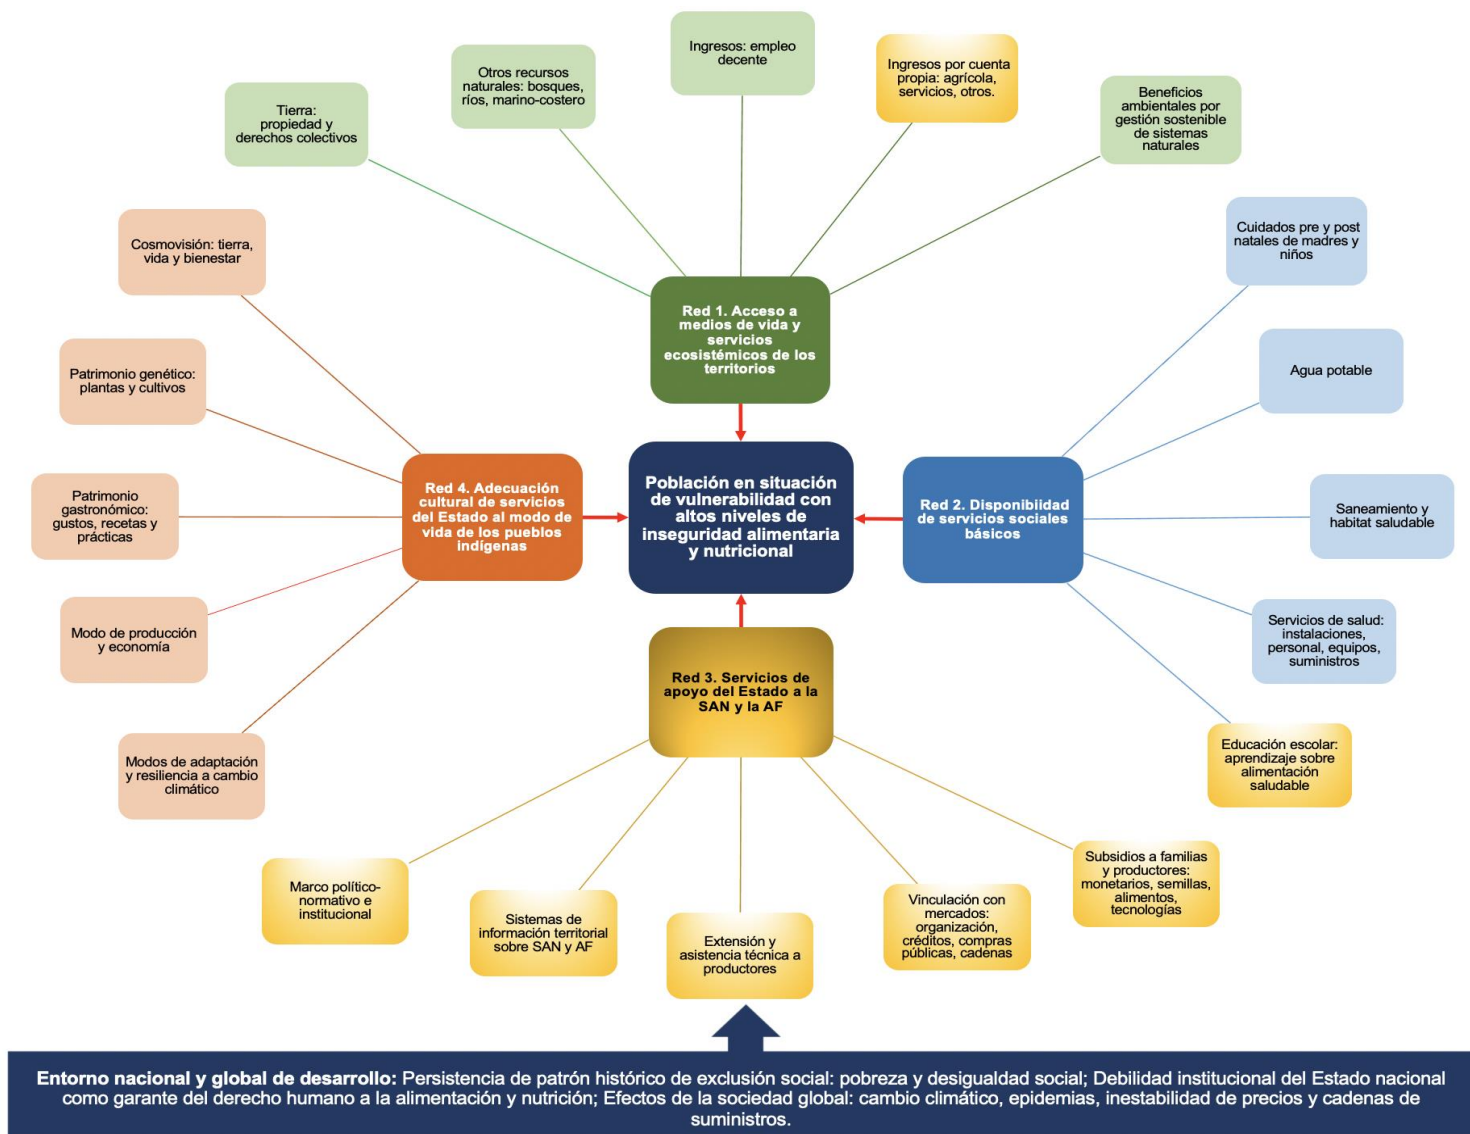 Ingresos: empleo
decente
Otros recursos
naturales: bosques,
ríos, marino-costero
Ingresos por cuenta
propia: agrícola,
servicios, otros.
Tierra:
propiedad y
derechos colectivos
Beneficios
ambientales por
gestión sostenible
de sistemas
naturales
Cosmovisión: tierra,
vida y bienestar
Cuidados pre y post
natales de madres y
niños
Red 1. Acceso a
medios de vida y
servicios
ecosistémicos de los
territorios
Patrimonio genético:
plantas y cultivos
Agua potable
Patrimonio
gastronómico:
gustos, recetas y
prácticas
Red 4. Adecuación
cultural de servicios
del Estado al modo de
vida de los pueblos
indígenas
Población en situación
de vulnerabilidad con
altos niveles de
inseguridad alimentaria
y nutricional
Red 2. Disponibiidad
de servicios sociales
básicos
Saneamiento y
habitat saludable
Modo de producción
y economía
Servicios de salud:
instalaciones,
personal, equipos,
suministros
Red 3. Servicios de
apoyo del Estado a la
SAN y la AF
Modos de adaptación
y resiliencia a cambio
climático
Educación escolar:
aprendizaje sobre
alimentación
saludable
Marco político-
normativo e
institucional
Sistemas de
información territorial
sobre SAN y AF
Extensión y
asistencia técnica a
productores
Vinculación con
mercados:
organización,
créditos, compras
públicas, cadenas
Subsidios a familias
y productores:
monetarios, semillas,
alimentos,
tecnologías
Entorno nacional y global de desarrollo: Persistencia de patrón histórico de exclusión social: pobreza y desigualdad social; Debilidad institucional del Estado nacional
como garante del derecho humano a la alimentación y nutrición; Efectos de la sociedad global: cambio climático, epidemias, inestabilidad de precios y cadenas de
suministros.